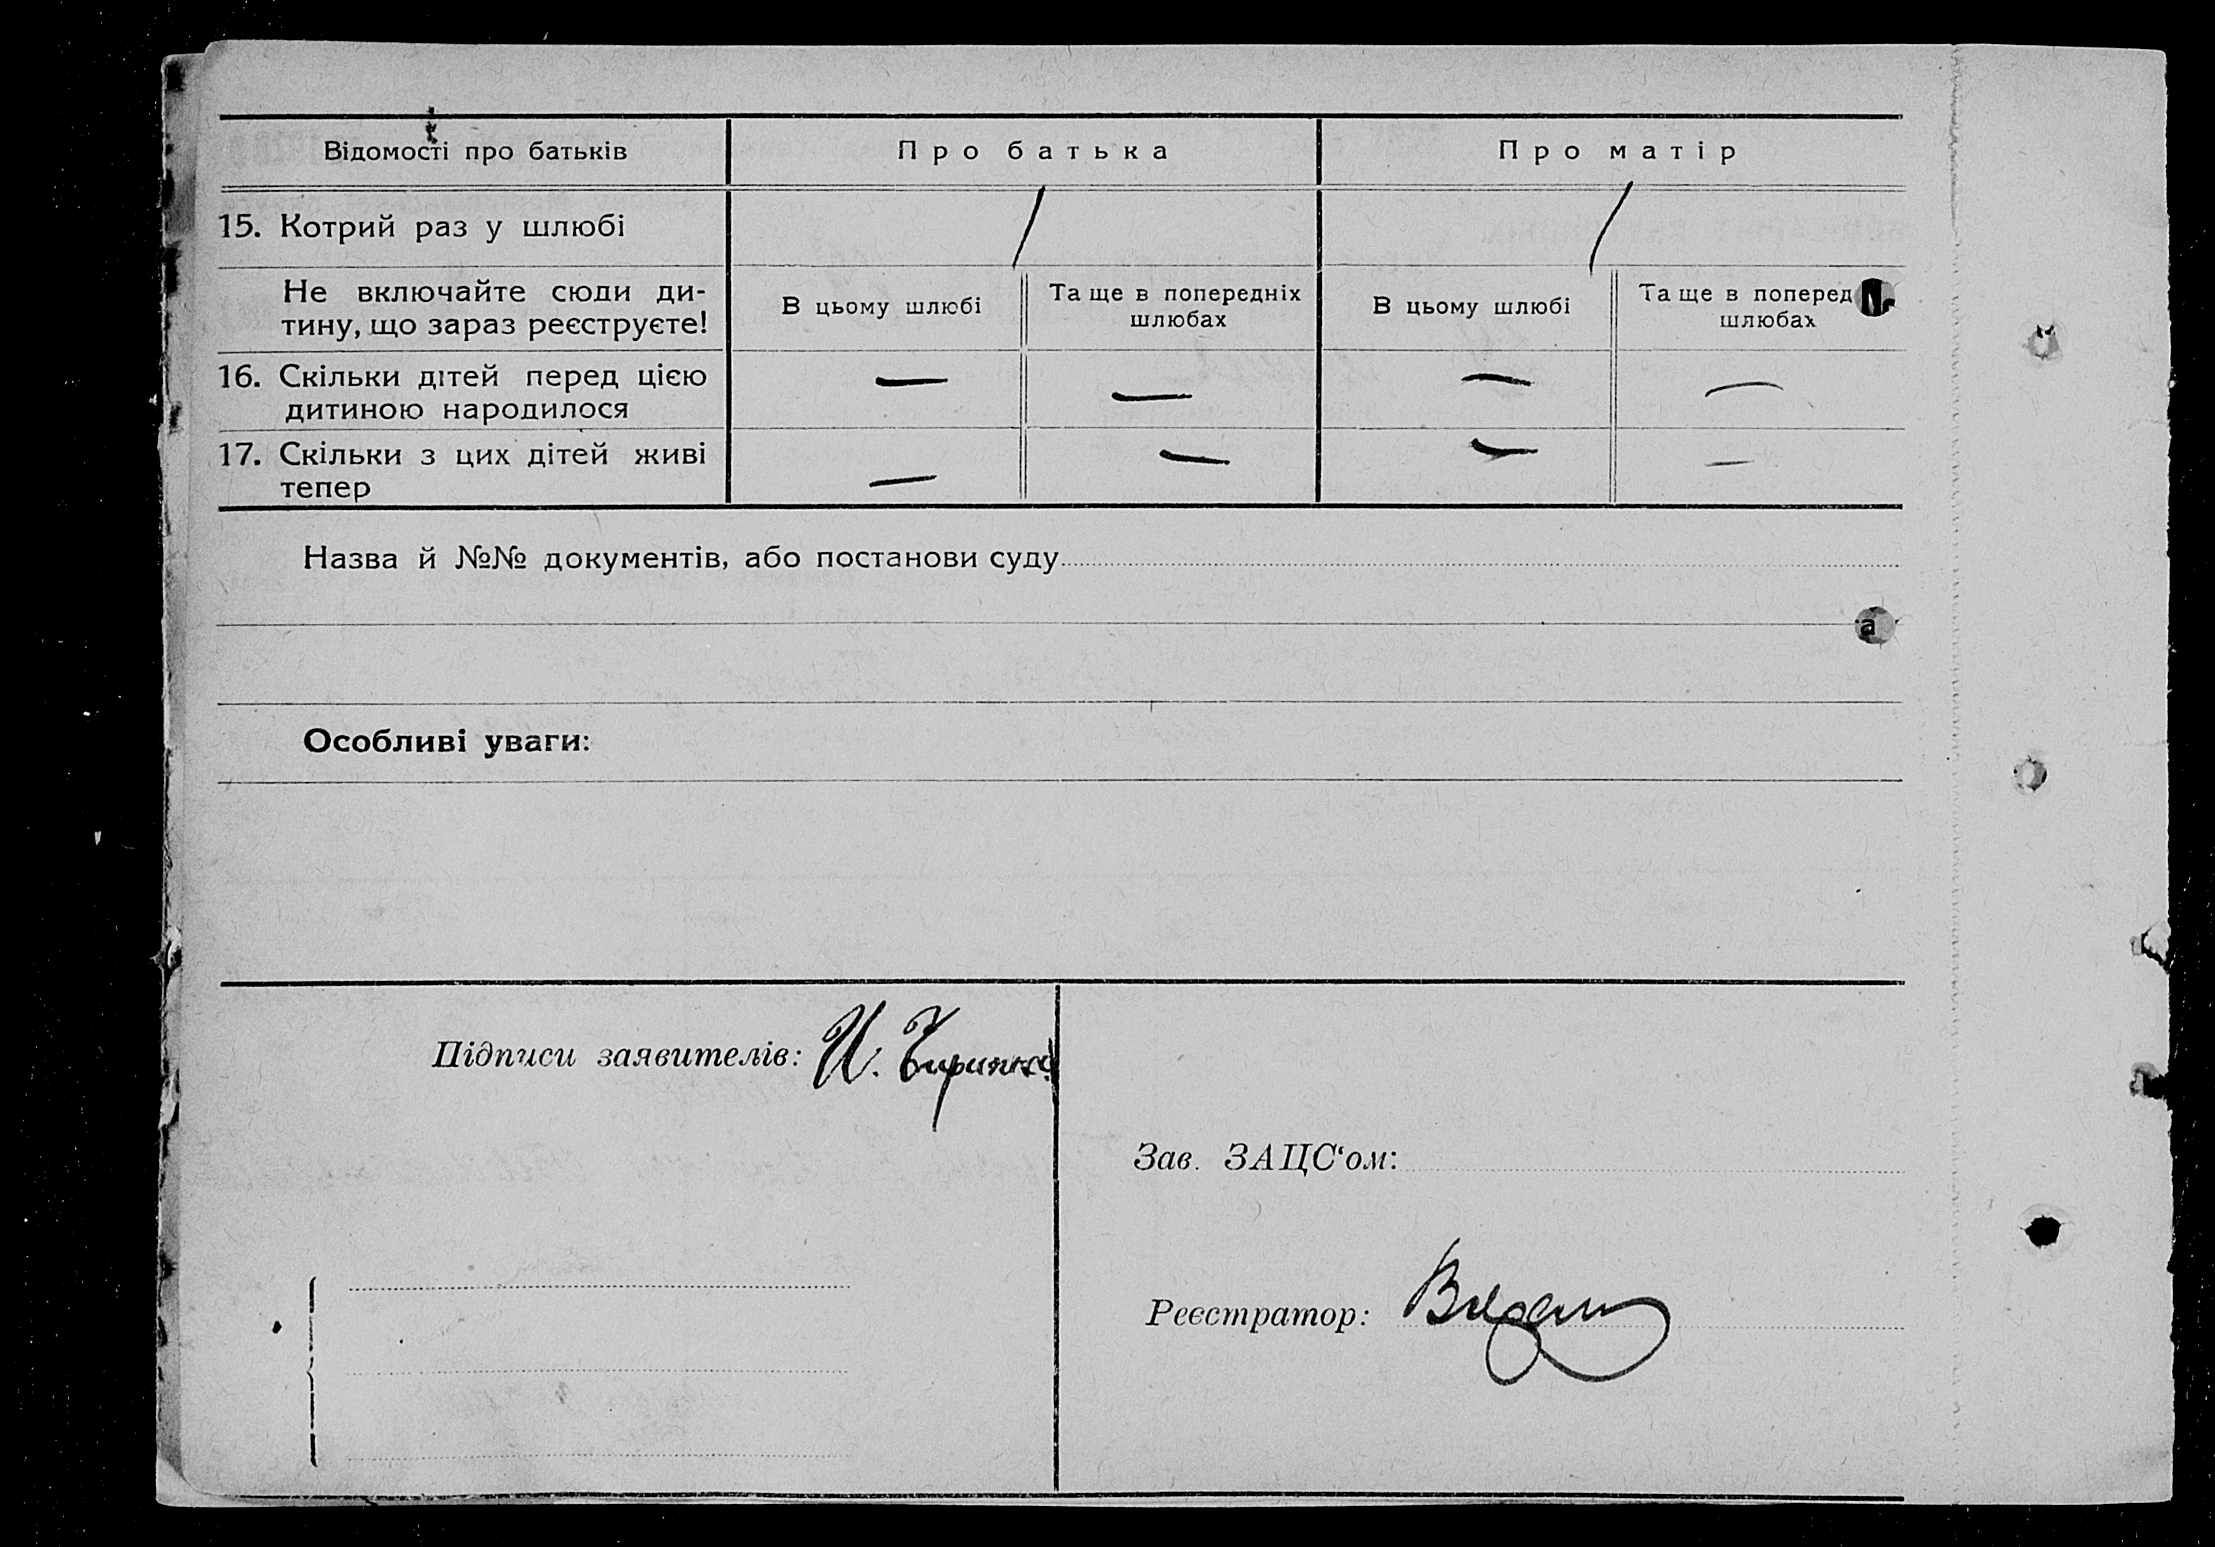 Відомості про батьків
Про батька
Про матір
15. Котрий раз у шлюбі
1
1
Не включайте сюди ди-
тину, що зараз реєструєте!
В цьому шлюбі
Та ще в попередніх
шлюбах
В цьому шлюбі
Та ще в поперед
шлюбах
16. Скільки дітей перед цією
дитиною народилося
—
—
—
—
17. Скільки з цих дітей живі
тепер
—
—
—
—
Назва й №№ документів, або постанови суду
а
Особливі уваги:
Підписи заявителів:
Зав. ЗАЦС‘ом:
Реєстратор: